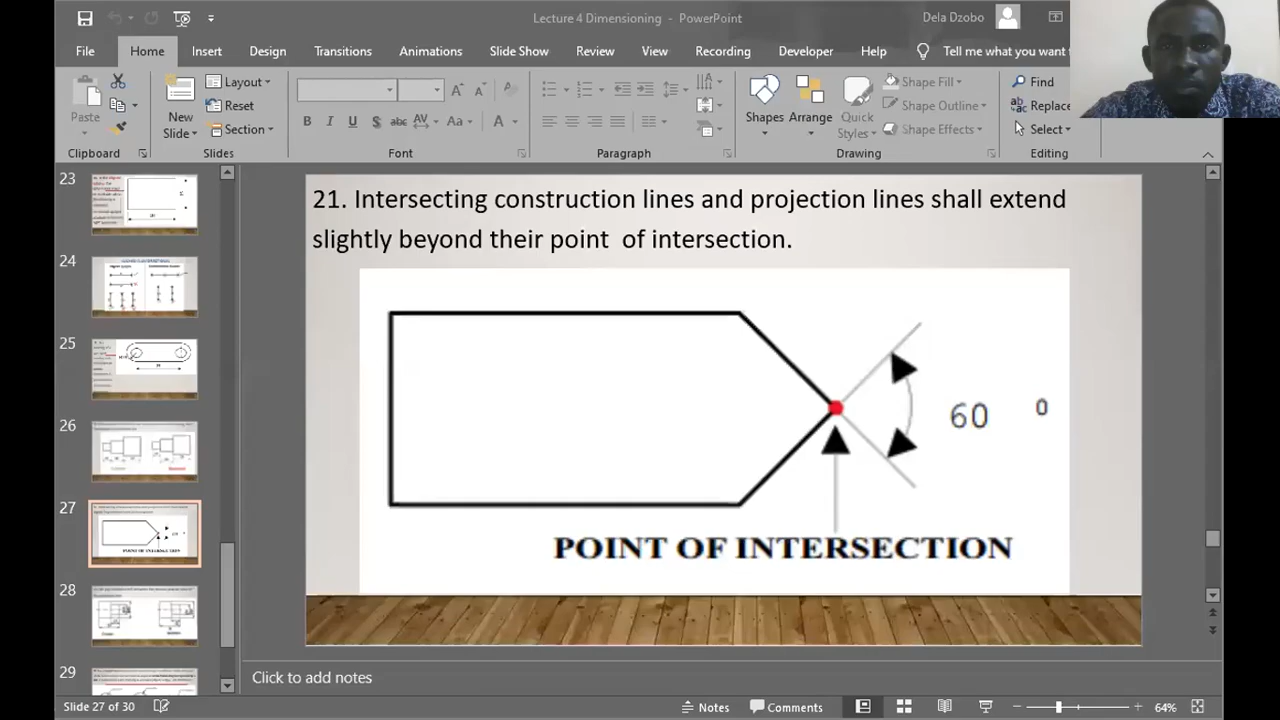 Lecture 4 Dimensioning - PowerPoint
Dela Dzobo
File Home Insert Design Transitions Animations Slide Show Review View Recording Developer Help Tell me what you want
Paste
New Slide
Layout
Reset
Section
B I U S abc AV Aa A
Shapes Arrange Quick Styles
Shape Fill
Shape Outline
Shape Effects
Find
Replace
Select
Clipboard Slides Font Paragraph Drawing Editing
23
24
25
26
27
28
29
21. Intersecting construction lines and projection lines shall extend
slightly beyond their point of intersection.
60 0
POINT OF INTERSECTION
Click to add notes
Slide 27 of 30 Notes Comments 64%